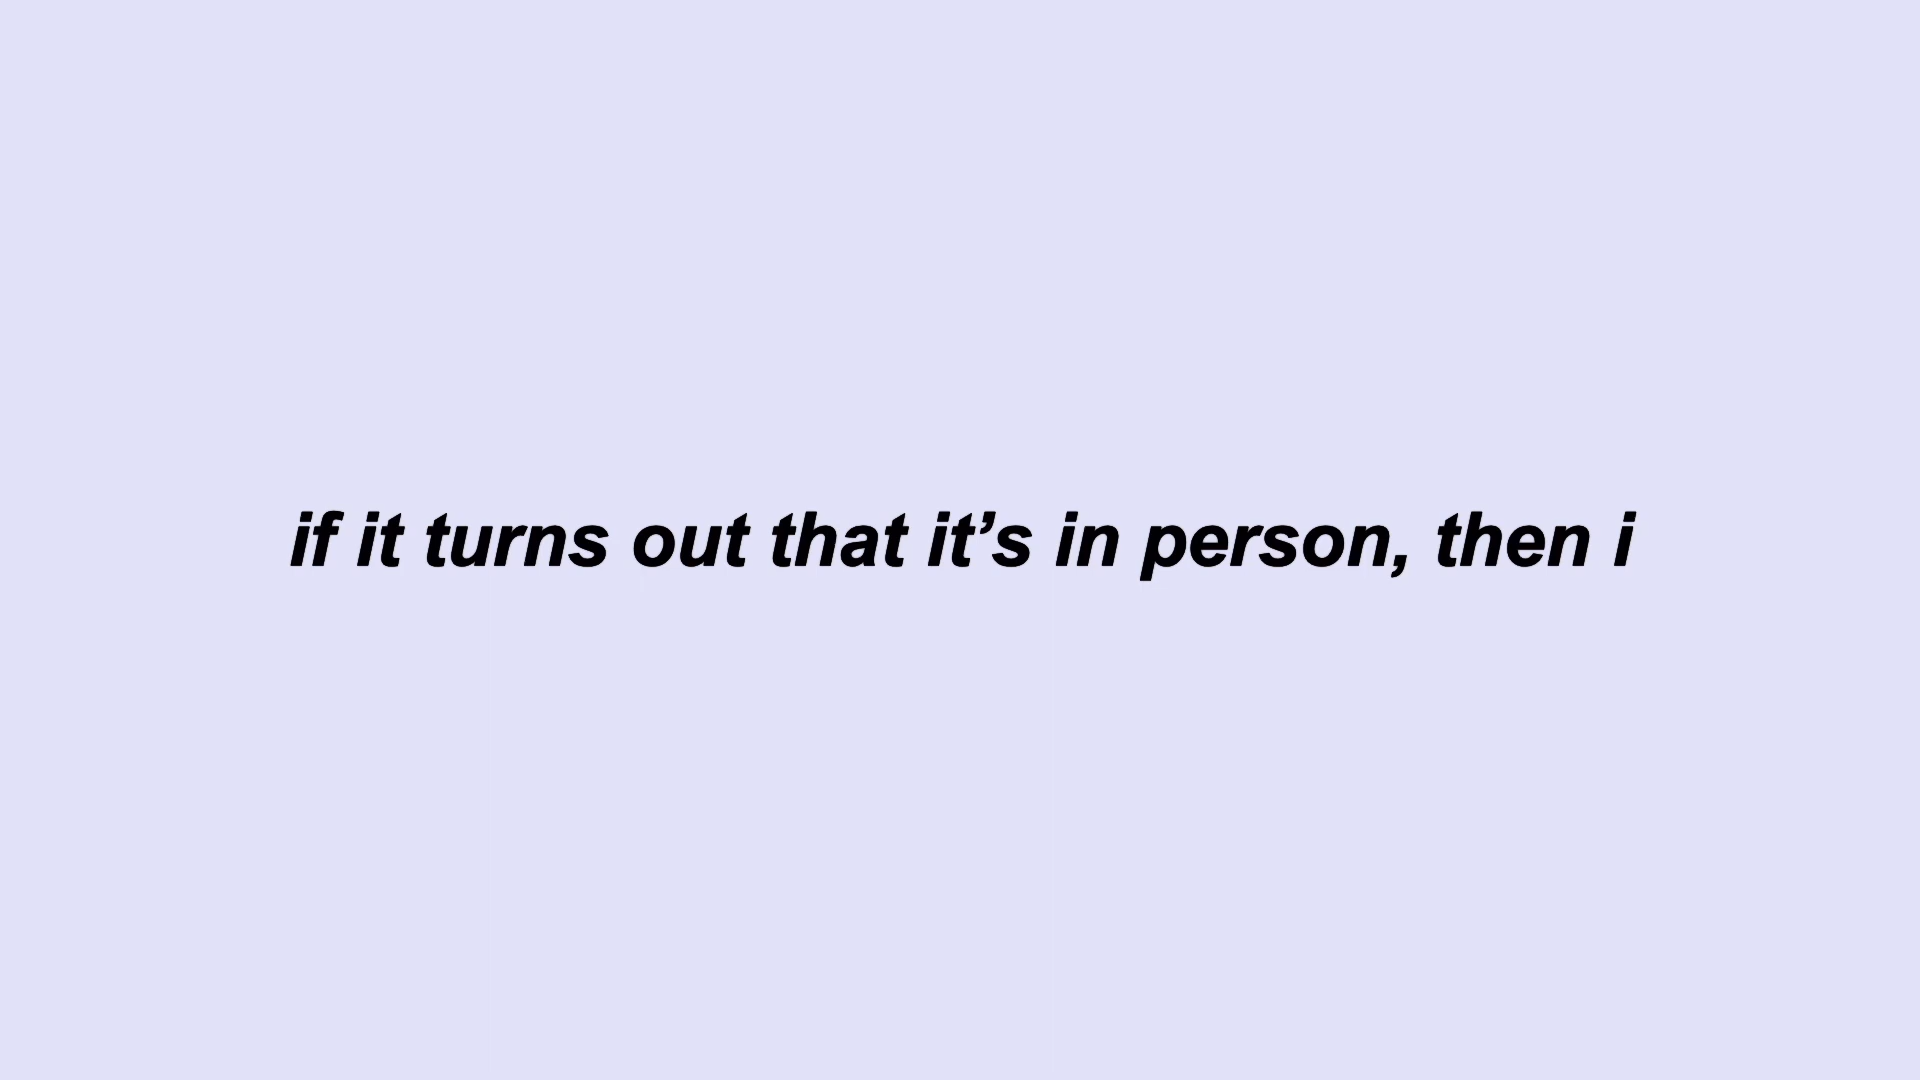 if it turns out that it’s in person, then i